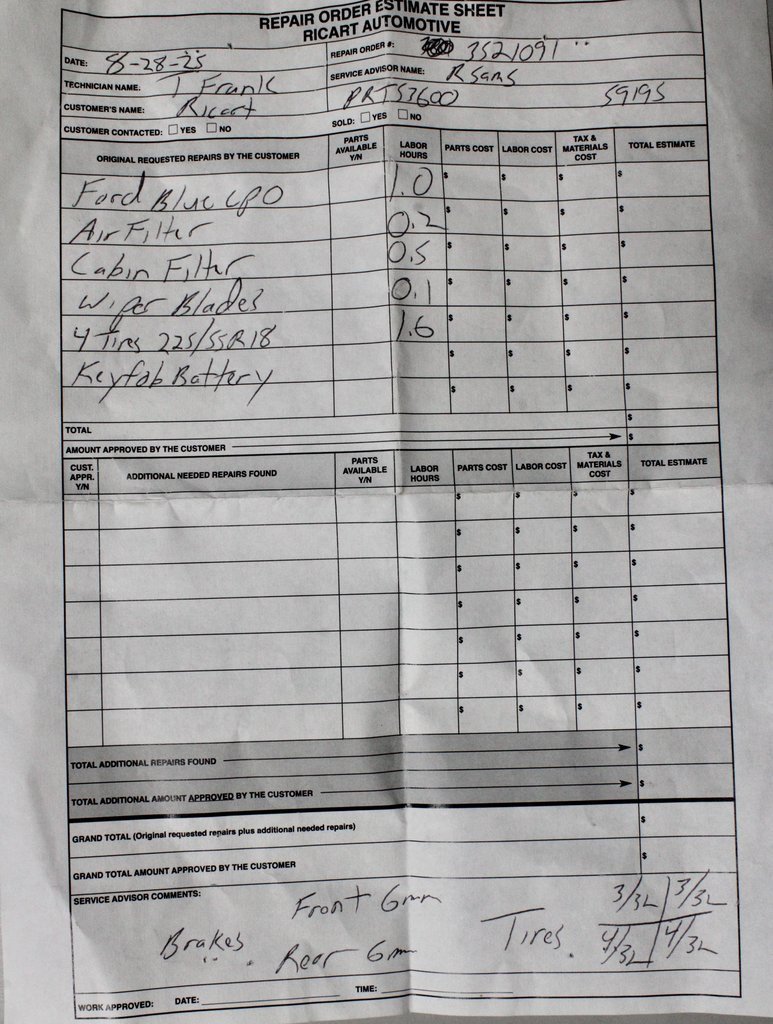 REPAIR ORDER ESTIMATE SHEET
RICART AUTOMOTIVE
DATE: 8-28-25
REPAIR ORDER #: 3521091
TECHNICIAN NAME: T Frank
SERVICE ADVISOR NAME: R Sams
CUSTOMER'S NAME: Ricart
PRTS3600 59195
CUSTOMER CONTACTED: YES NO
SOLD: YES NO
ORIGINAL REQUESTED REPAIRS BY THE CUSTOMER PARTS AVAILABLE Y/N LABOR HOURS PARTS COST LABOR COST TAX & MATERIALS COST TOTAL ESTIMATE
Ford Blue CPO 1.0 $ $ $ $
Air Filter 0.2 $ $ $ $
Cabin Filter 0.5 $ $ $ $
Wiper Blades 0.1 $ $ $ $
4 Tires 225/55R18 1.6 $ $ $ $
Keyfob Battery $ $ $ $
$ $ $ $
TOTAL $
AMOUNT APPROVED BY THE CUSTOMER $
CUST. APPR. Y/N ADDITIONAL NEEDED REPAIRS FOUND PARTS AVAILABLE Y/N LABOR HOURS PARTS COST LABOR COST TAX & MATERIALS COST TOTAL ESTIMATE
$ $ $ $
$ $ $ $
$ $ $ $
$ $ $ $
$ $ $ $
$ $ $ $
$ $ $ $
TOTAL ADDITIONAL REPAIRS FOUND $
TOTAL ADDITIONAL AMOUNT APPROVED BY THE CUSTOMER $
GRAND TOTAL (Original requested repairs plus additional needed repairs) $
GRAND TOTAL AMOUNT APPROVED BY THE CUSTOMER $
SERVICE ADVISOR COMMENTS:
Front 6mm 3/32 3/32
Brakes Tires
Rear 6mm 4/32 4/32
WORK APPROVED: DATE: TIME: